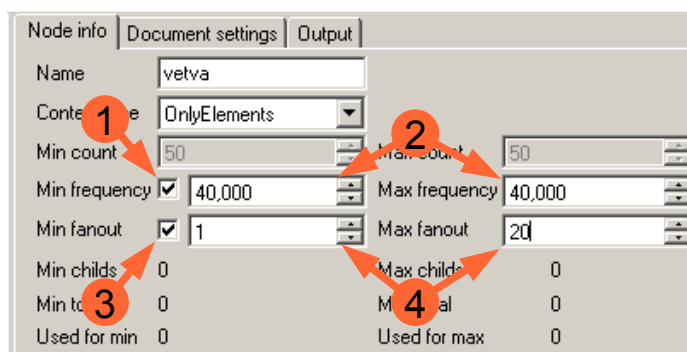 Node info Document settings Output
Name vetva
1
OnlyElements
2
Min count 50 50
Min frequency 40,000 Max frequency 40,000
Min fanout 1 Max fanout 20
3 4
Min childs 0 Max childs 0
0 0
Used for min 0 Used for max 0